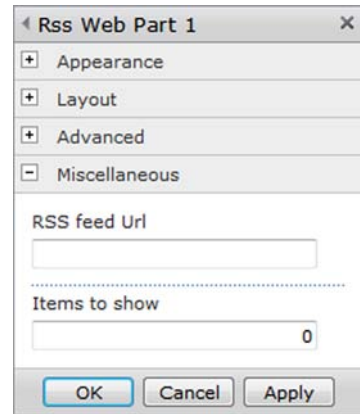 Rss Web Part 1
Appearance
Layout
Advanced
Miscellaneous
RSS feed Url
Items to show
0
OK Cancel Apply